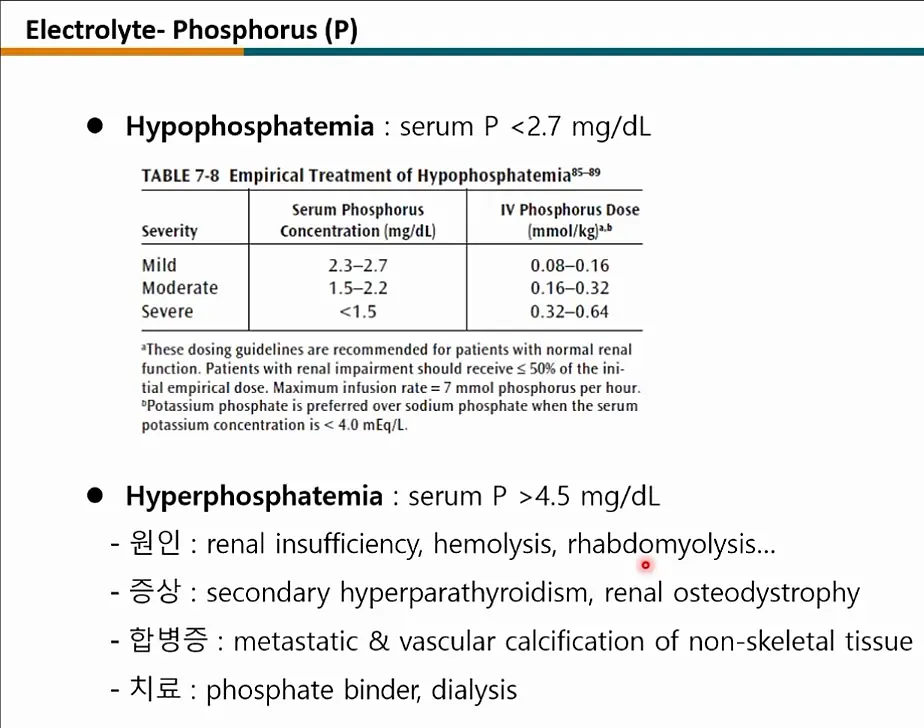 Electrolyte- Phosphorus (P)
● Hypophosphatemia : serum P <2.7 mg/dL
TABLE 7-8 Empirical Treatment of Hypophosphatemia⁸⁵⁻⁸⁹
Serum Phosphorus IV Phosphorus Dose
Severity Concentration (mg/dL) (mmol/kg)ᵃ,ᵇ
Mild 2.3–2.7 0.08–0.16
Moderate 1.5–2.2 0.16–0.32
Severe <1.5 0.32–0.64
ᵃThese dosing guidelines are recommended for patients with normal renal
function. Patients with renal impairment should receive ≤ 50% of the ini-
tial empirical dose. Maximum infusion rate = 7 mmol phosphorus per hour.
ᵇPotassium phosphate is preferred over sodium phosphate when the serum
potassium concentration is < 4.0 mEq/L.
● Hyperphosphatemia : serum P >4.5 mg/dL
- 원인 : renal insufficiency, hemolysis, rhabdomyolysis...
- 증상 : secondary hyperparathyroidism, renal osteodystrophy
- 합병증 : metastatic & vascular calcification of non-skeletal tissue
- 치료 : phosphate binder, dialysis